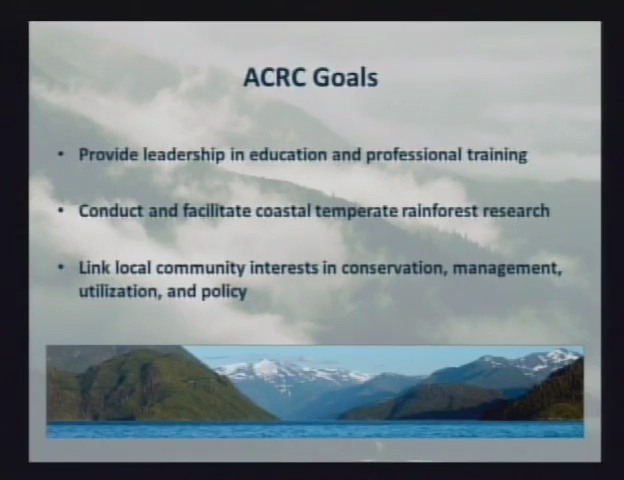 ACRC Goals
• Provide leadership in education and professional training
• Conduct and facilitate coastal temperate rainforest research
• Link local community interests in conservation, management,
utilization, and policy